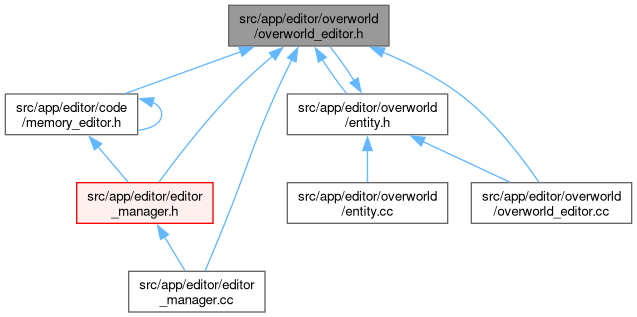 src/app/editor/overworld
/overworld_editor.h
src/app/editor/code
/memory_editor.h
src/app/editor/overworld
/entity.h
src/app/editor/editor
_manager.h
src/app/editor/overworld
/entity.cc
src/app/editor/overworld
/overworld_editor.cc
src/app/editor/editor
_manager.cc